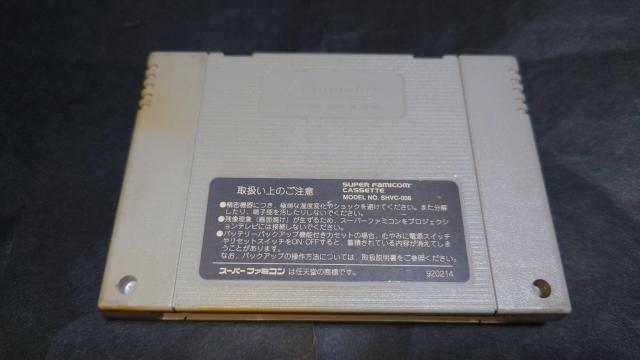 Nintendo
取扱い上のご注意
SUPER FAMICOM
CASSETTE
MODEL NO. SHVC-006
●精密機器につき、極端な温度変化やショックを避けてください。また分解
したり、端子部を汚したりしないでください。
●残像現象（画面焼け）が生ずるため、スーパーファミコンをプロジェクシ
ョンテレビには接続しないでください。
●バッテリーバックアップ機能付きカセットの場合、むやみに電源スイッチ
やリセットスイッチをON・OFFすると、蓄積されている内容が消えてしま
うことがあります。
なお、バックアップの操作方法については、取扱説明書をご参照ください。
スーパーファミコン は任天堂の商標です。
920214